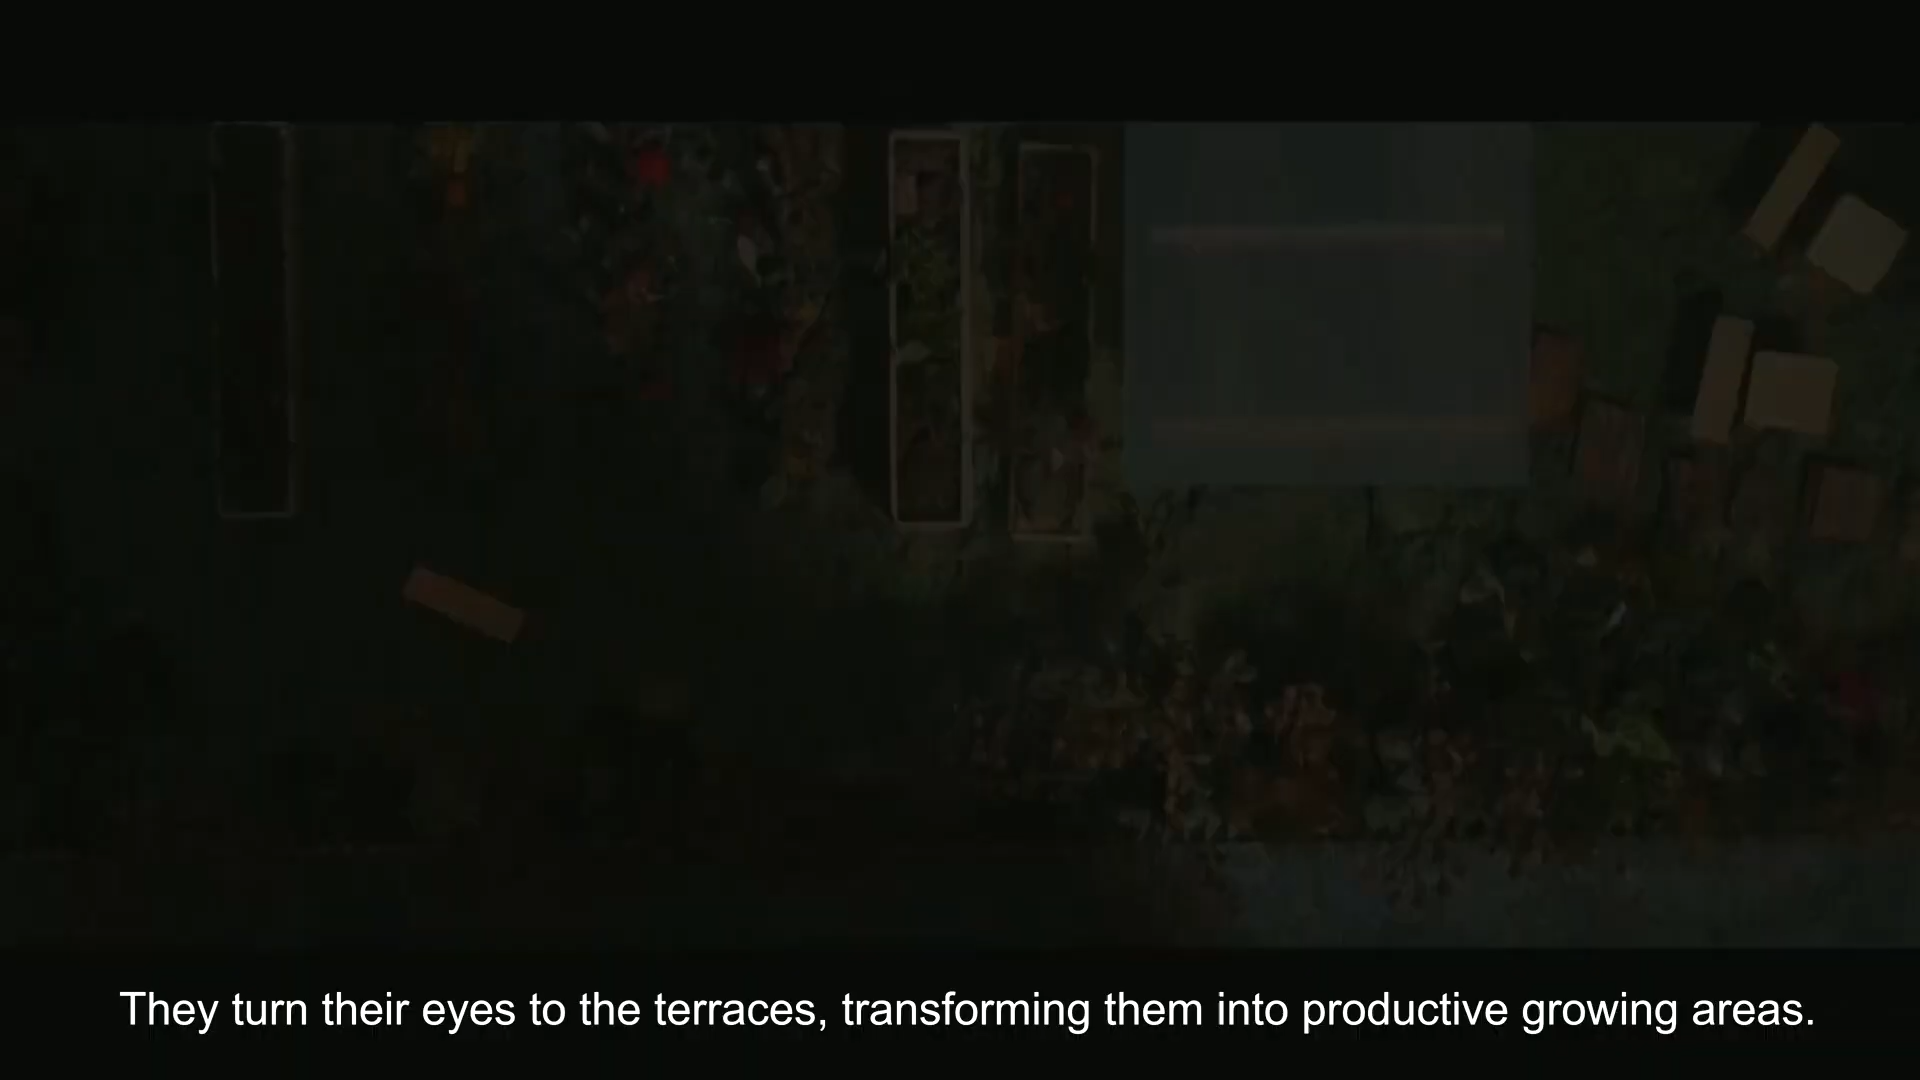 They turn their eyes to the terraces, transforming them into productive growing areas.